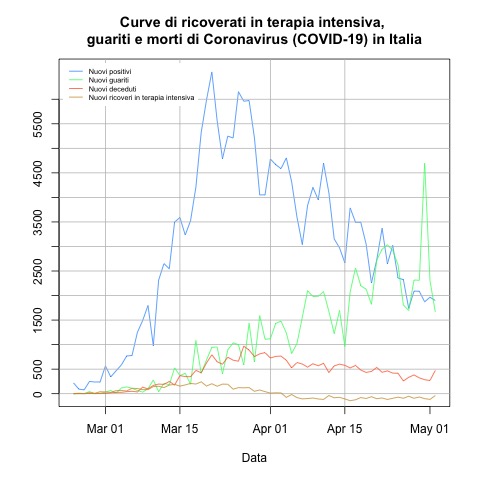 Curve di ricoverati in terapia intensiva,
guariti e morti di Coronavirus (COVID-19) in Italia
Nuovi positivi
Nuovi guariti
Nuovi deceduti
Nuovi ricoveri in terapia intensiva
5500
4500
3500
2500
1500
500
0
Mar 01 Mar 15 Apr 01 Apr 15 May 01
Data